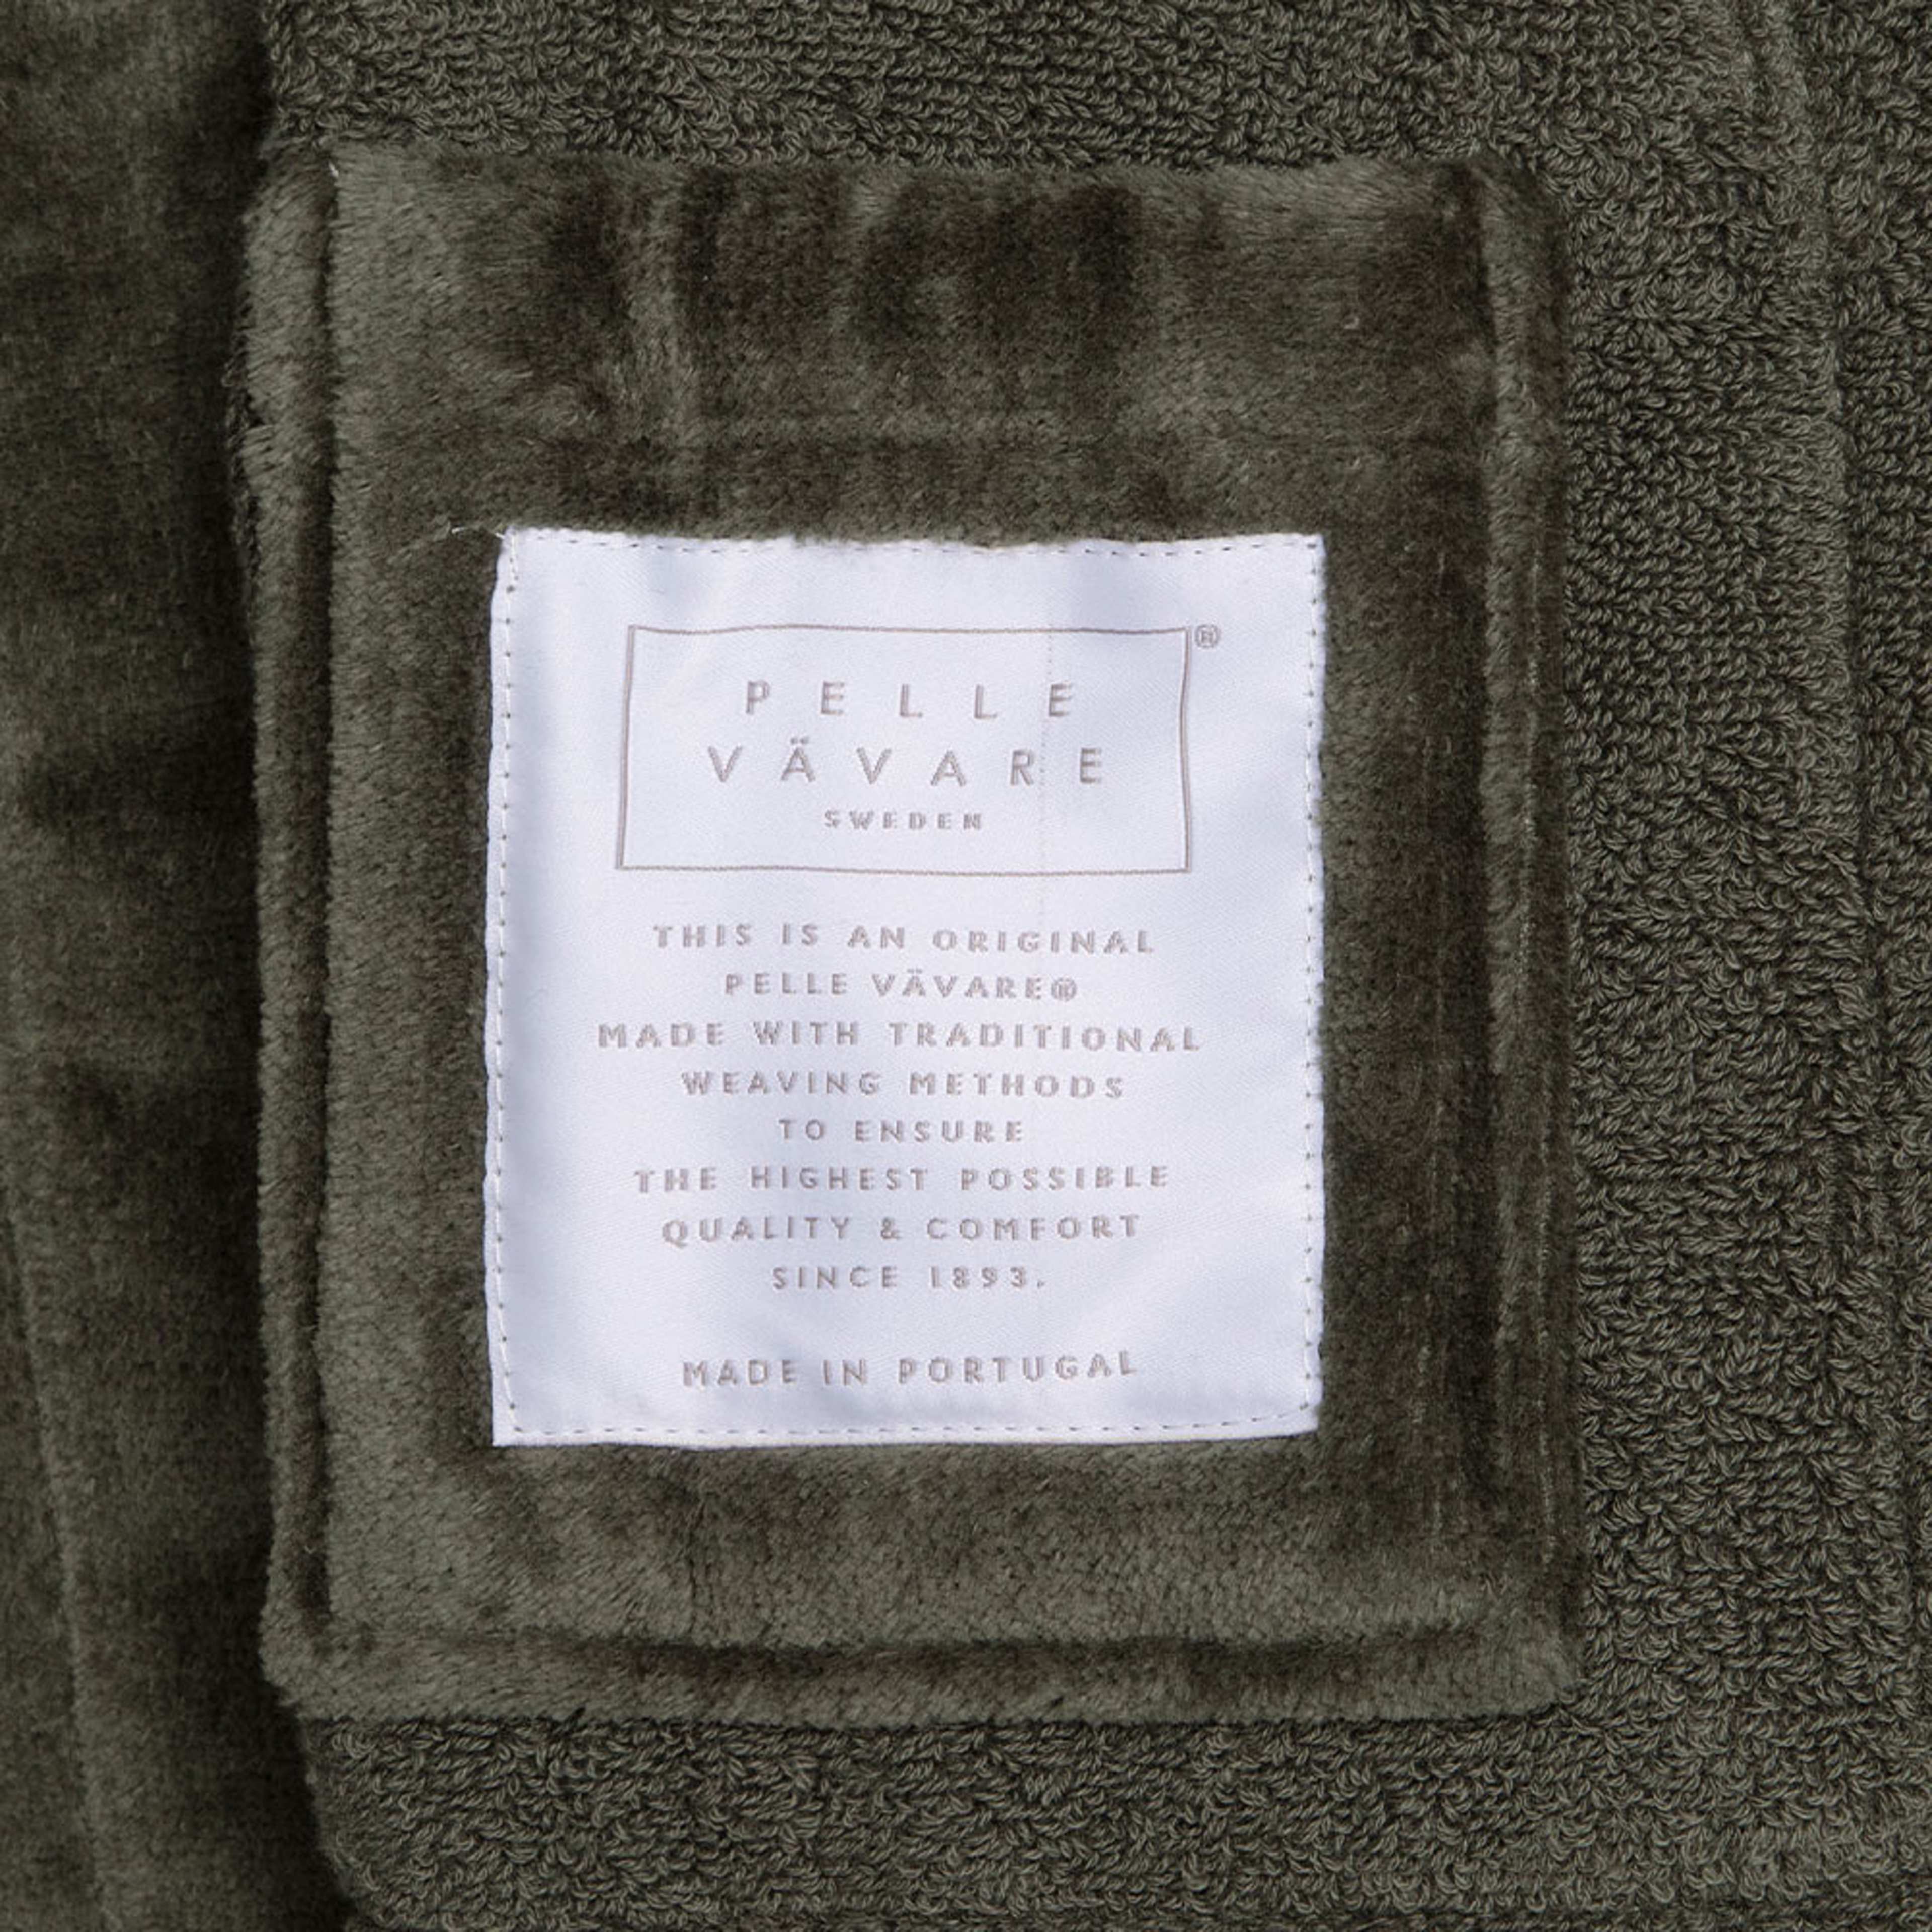 PELLE
VÄVARE
SWEDEN
®
THIS IS AN ORIGINAL
PELLE VÄVARE®
MADE WITH TRADITIONAL
WEAVING METHODS
TO ENSURE
THE HIGHEST POSSIBLE
QUALITY & COMFORT
SINCE 1893.
MADE IN PORTUGAL